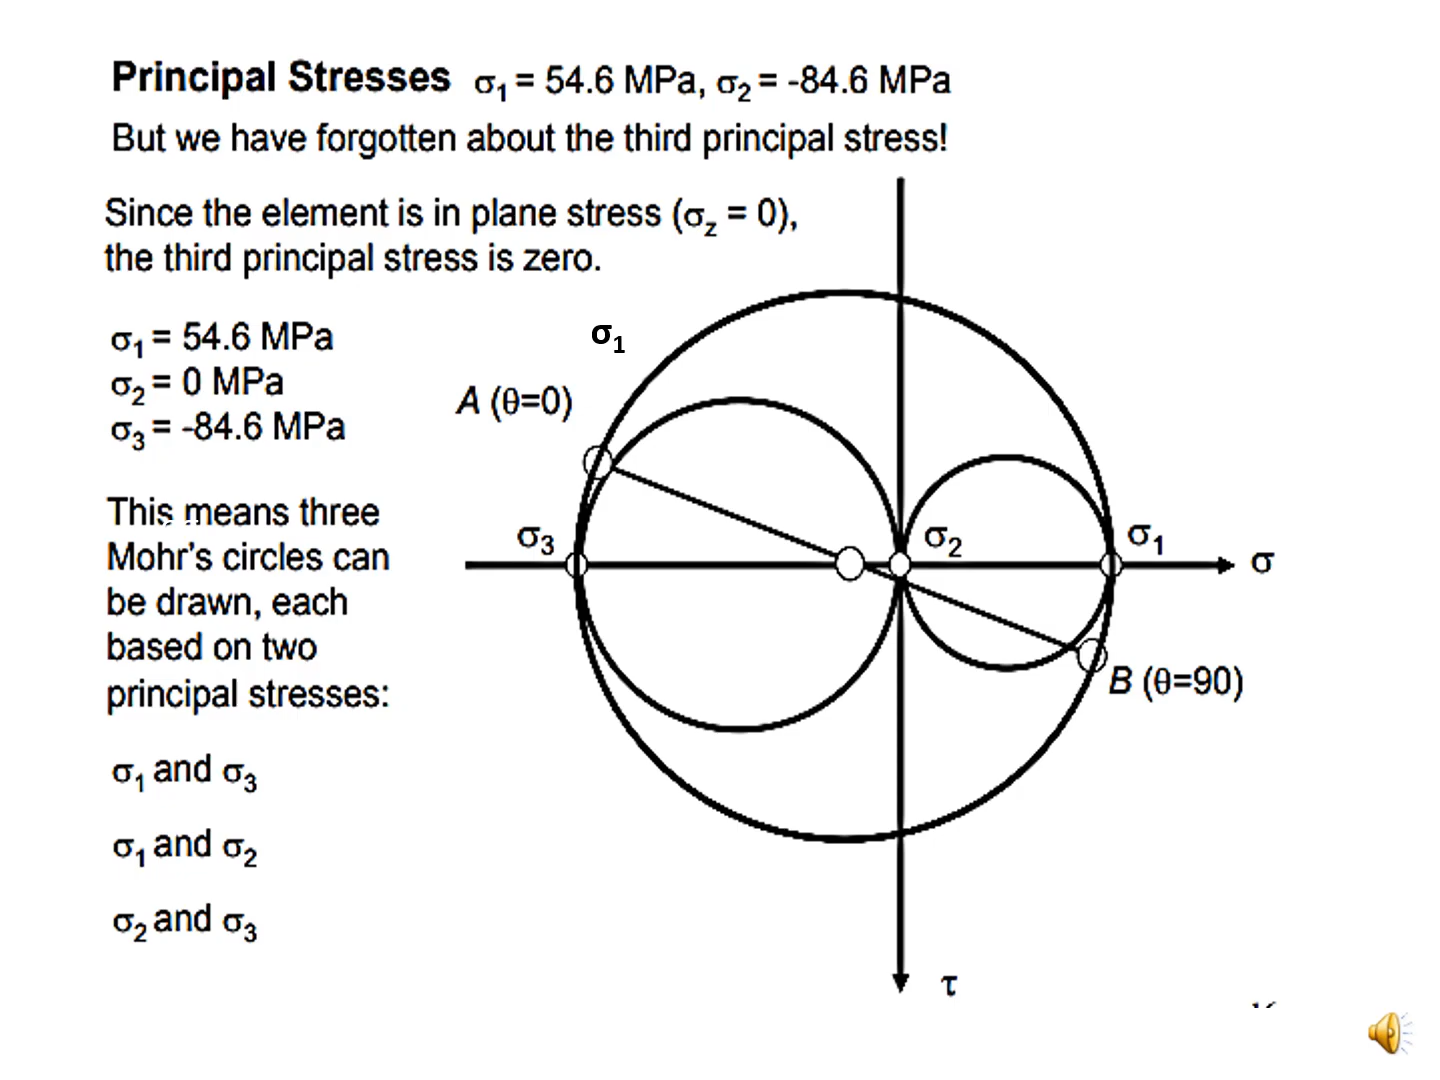 Principal Stresses σ1 = 54.6 MPa, σ2 = -84.6 MPa
But we have forgotten about the third principal stress!
Since the element is in plane stress (σz = 0),
the third principal stress is zero.
σ1 = 54.6 MPa
σ2 = 0 MPa
σ3 = -84.6 MPa
This means three
Mohr's circles can
be drawn, each
based on two
principal stresses:
σ1 and σ3
σ1 and σ2
σ2 and σ3
σ1
A (θ=0)
σ3
σ2
σ1
σ
B (θ=90)
τ